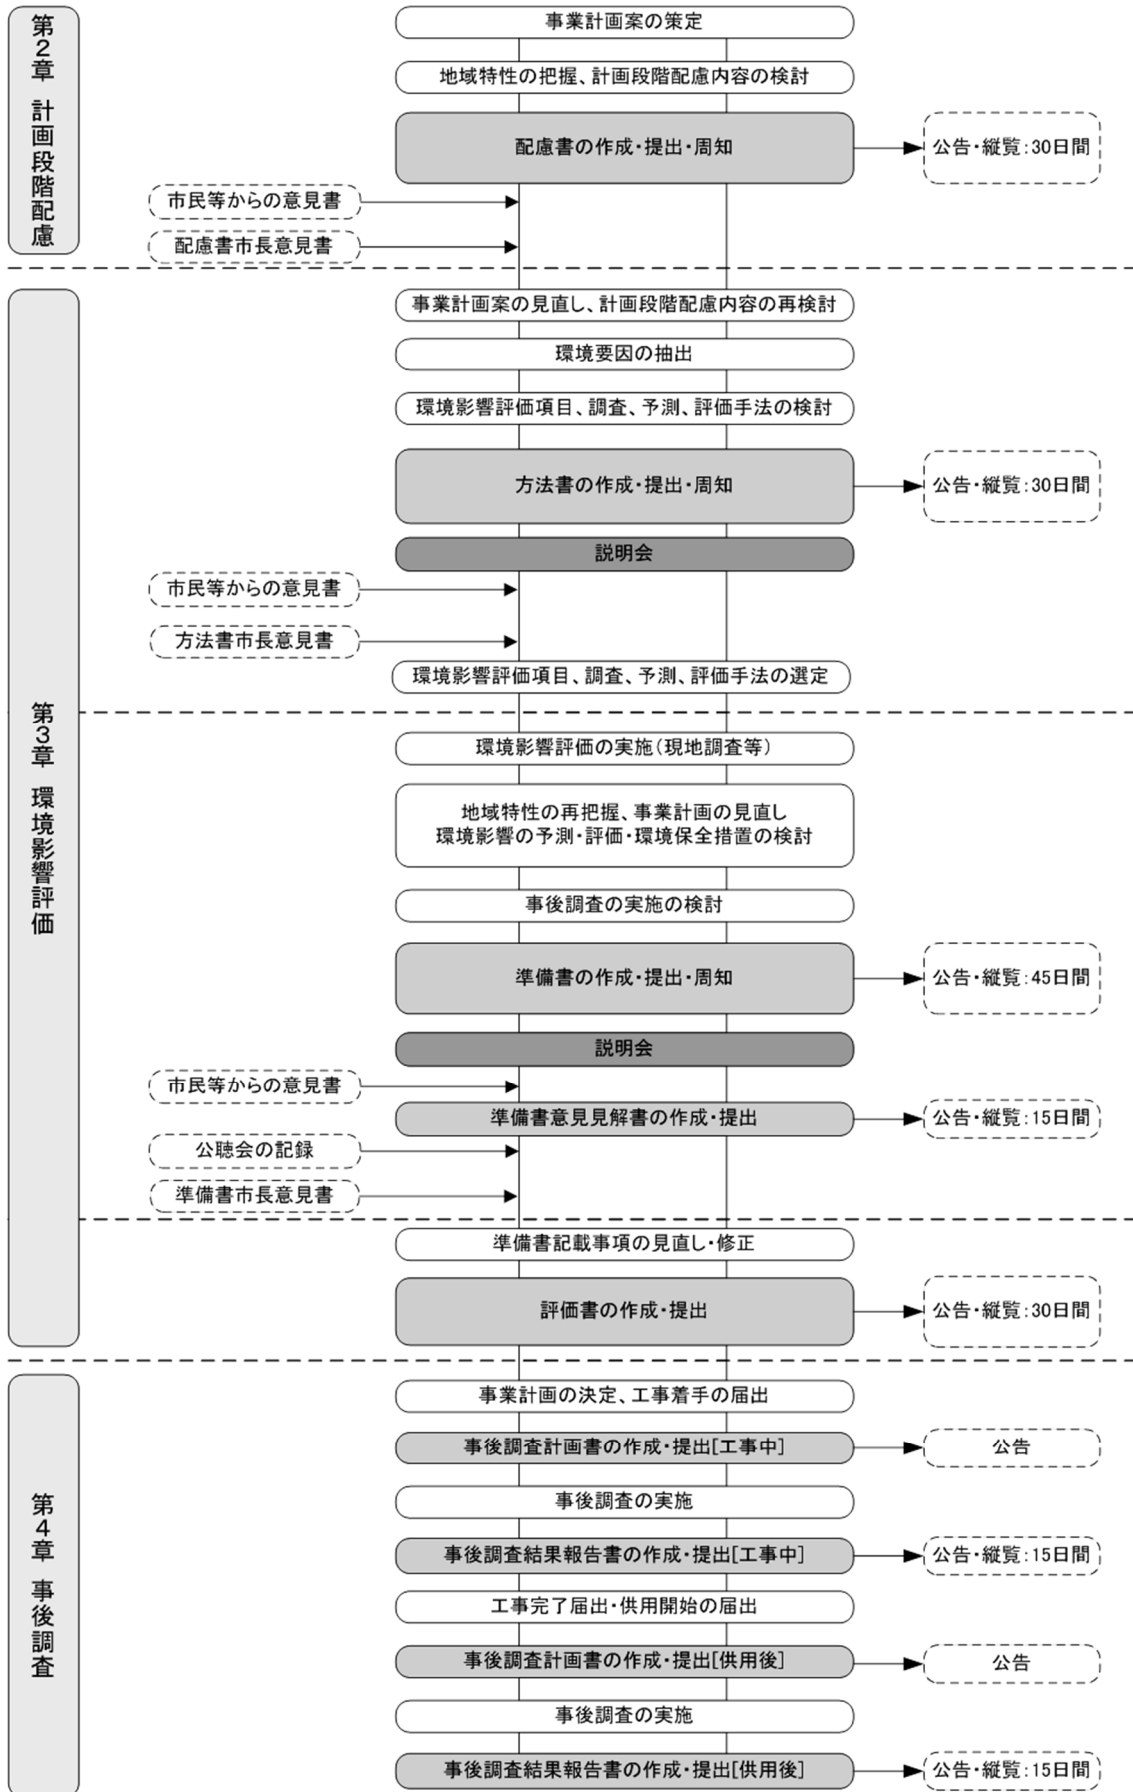 第2章 計画段階配慮
事業計画案の策定
地域特性の把握、計画段階配慮内容の検討
配慮書の作成・提出・周知
公告・縦覧:30日間
市民等からの意見書
配慮書市長意見書
第3章 環境影響評価
事業計画案の見直し、計画段階配慮内容の再検討
環境要因の抽出
環境影響評価項目、調査、予測、評価手法の検討
方法書の作成・提出・周知
公告・縦覧:30日間
説明会
市民等からの意見書
方法書市長意見書
環境影響評価項目、調査、予測、評価手法の選定
環境影響評価の実施(現地調査等)
地域特性の再把握、事業計画の見直し
環境影響の予測・評価・環境保全措置の検討
事後調査の実施の検討
準備書の作成・提出・周知
公告・縦覧:45日間
説明会
市民等からの意見書
準備書意見見解書の作成・提出
公告・縦覧:15日間
公聴会の記録
準備書市長意見書
準備書記載事項の見直し・修正
評価書の作成・提出
公告・縦覧:30日間
第4章 事後調査
事業計画の決定、工事着手の届出
事後調査計画書の作成・提出[工事中]
公告
事後調査の実施
事後調査結果報告書の作成・提出[工事中]
公告・縦覧:15日間
工事完了届出・供用開始の届出
事後調査計画書の作成・提出[供用後]
公告
事後調査の実施
事後調査結果報告書の作成・提出[供用後]
公告・縦覧:15日間